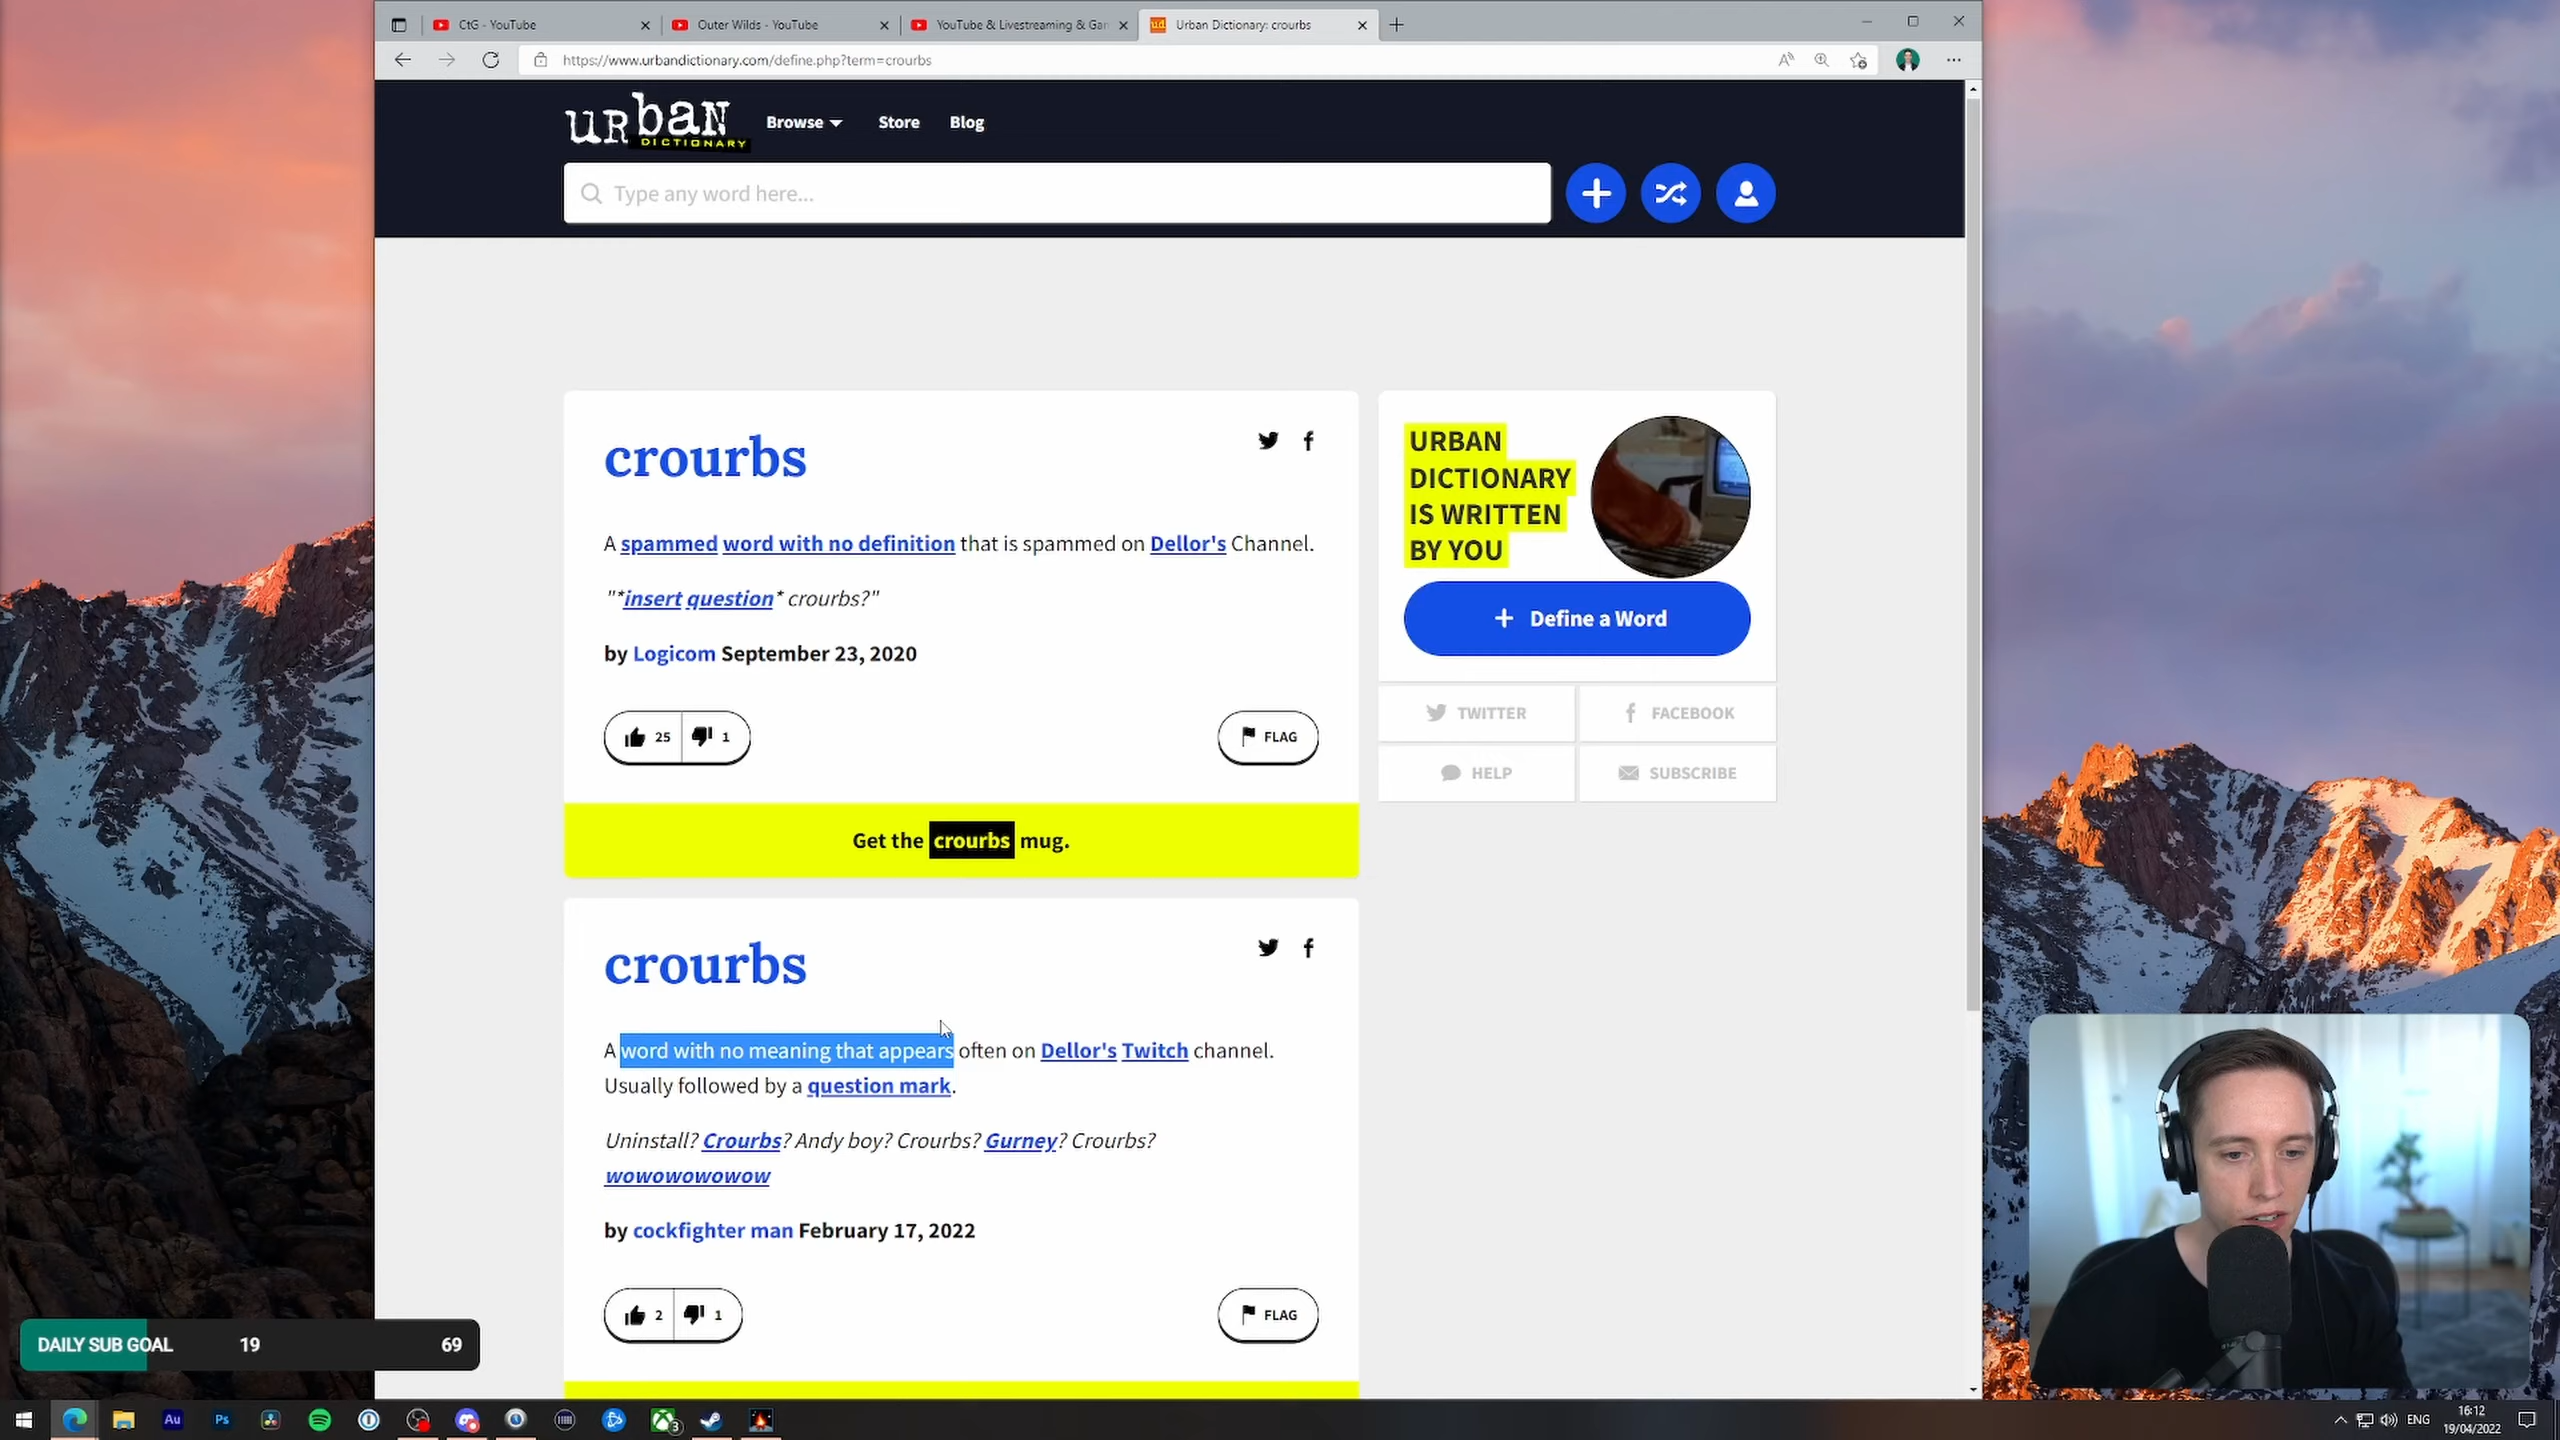 CtG - YouTube
Outer Wilds - YouTube
YouTube & Livestreaming & Gar
Urban Dictionary: crourbs
https://www.urbandictionary.com/define.php?term=crourbs
urban
DICTIONARY
Browse
Store
Blog
Type any word here...
crourbs
A spammed word with no definition that is spammed on Dellor's Channel.
"*insert question* crourbs?"
by Logicom September 23, 2020
25
1
FLAG
Get the crourbs mug.
URBAN
DICTIONARY
IS WRITTEN
BY YOU
+ Define a Word
TWITTER
FACEBOOK
HELP
SUBSCRIBE
crourbs
A word with no meaning that appears often on Dellor's Twitch channel.
Usually followed by a question mark.
Uninstall? Crourbs? Andy boy? Crourbs? Gurney? Crourbs?
wowowowowow
by cockfighter man February 17, 2022
2
1
FLAG
DAILY SUB GOAL 19 69
Au
Ps
3
ENG
16:12
19/04/2022